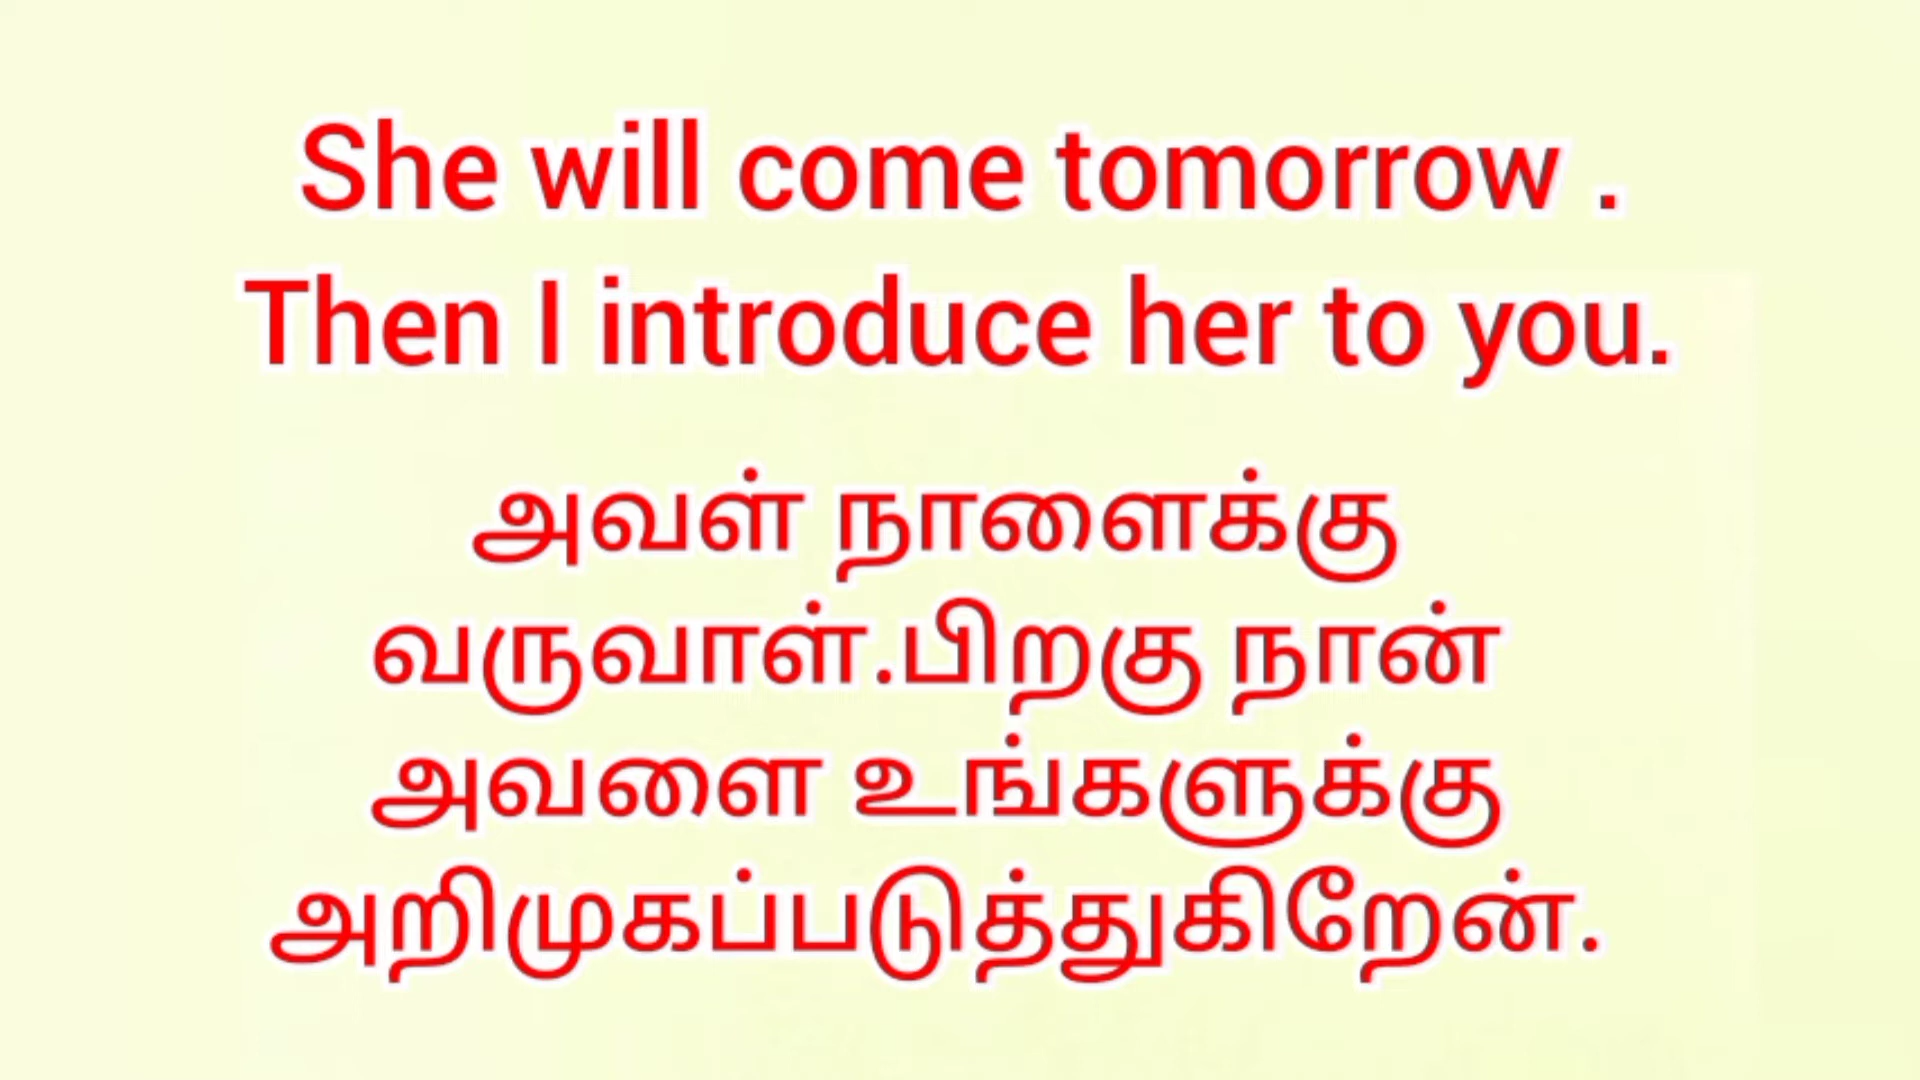 She will come tomorrow .
Then I introduce her to you.
அவள் நாளைக்கு
வருவாள்.பிறகு நான்
அவளை உங்களுக்கு
அறிமுகப்படுத்துகிறேன்.